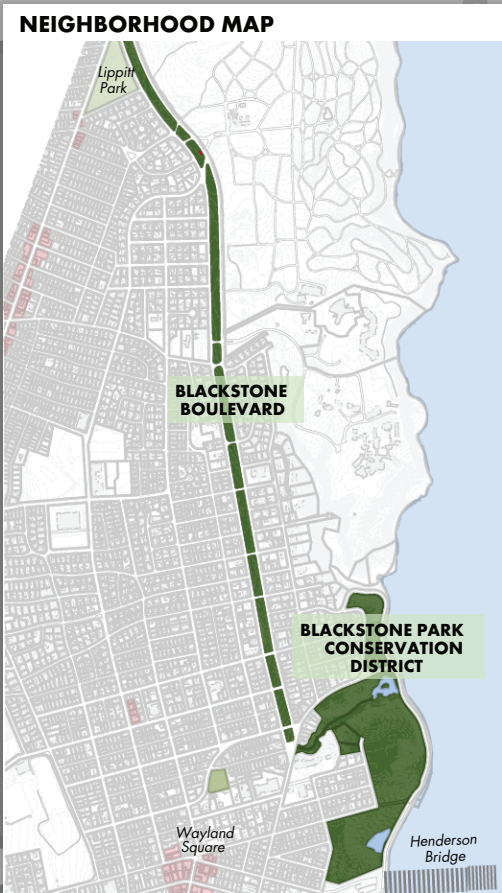 NEIGHBORHOOD MAP
Lippitt
Park
BLACKSTONE
BOULEVARD
BLACKSTONE PARK
CONSERVATION
DISTRICT
Wayland
Square
Henderson
Bridge